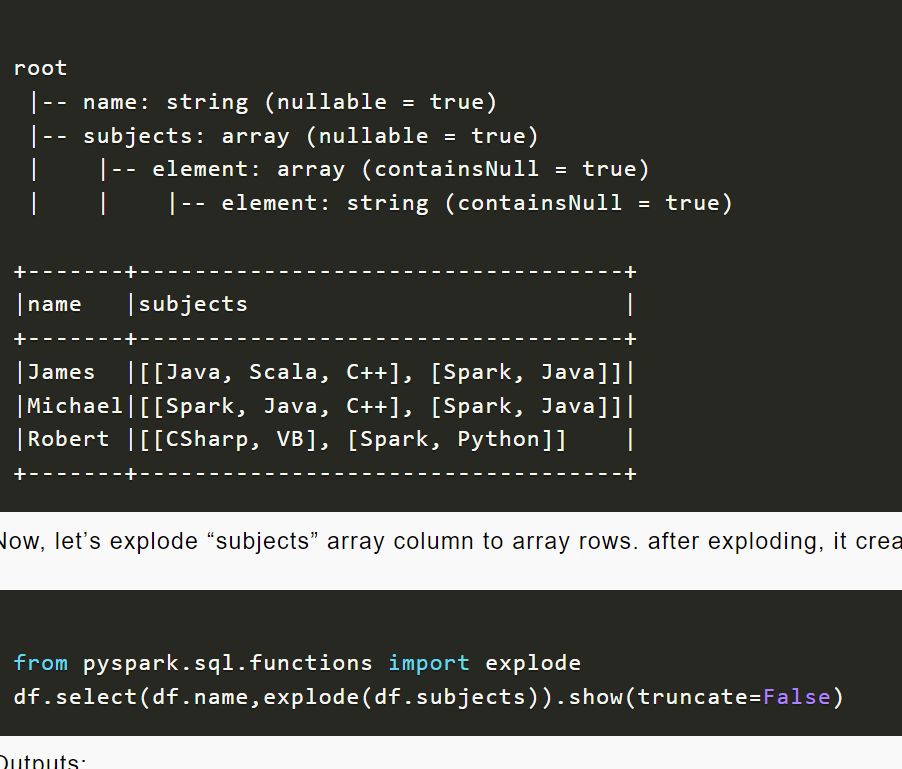 root
 |-- name: string (nullable = true)
 |-- subjects: array (nullable = true)
 |    |-- element: array (containsNull = true)
 |    |    |-- element: string (containsNull = true)
+-------+-----------------------------------+
|name   |subjects                           |
+-------+-----------------------------------+
|James  |[[Java, Scala, C++], [Spark, Java]]|
|Michael|[[Spark, Java, C++], [Spark, Java]]|
|Robert |[[CSharp, VB], [Spark, Python]]    |
+-------+-----------------------------------+
Now, let’s explode “subjects” array column to array rows. after exploding, it crea
from pyspark.sql.functions import explode
df.select(df.name,explode(df.subjects)).show(truncate=False)
Outputs: